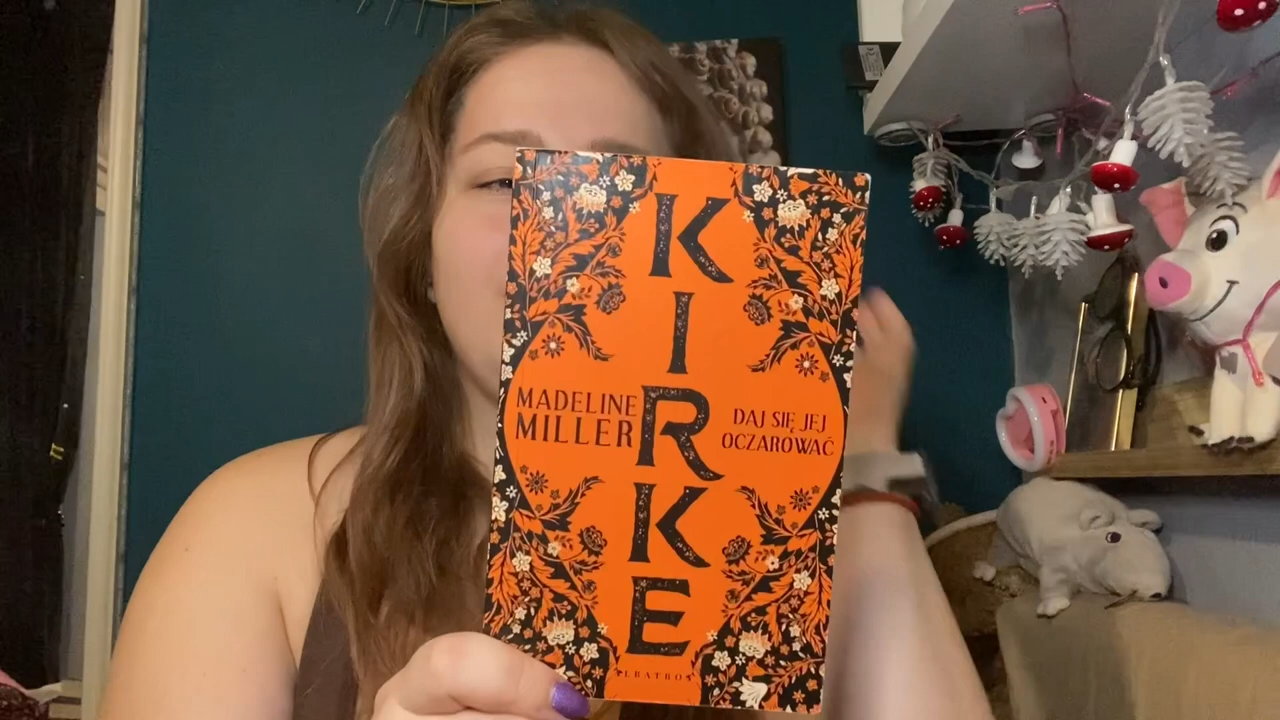 KIRKE
MADELINE
MILLER
DAJ SIĘ JEJ
OCZAROWAĆ
ALBATROS